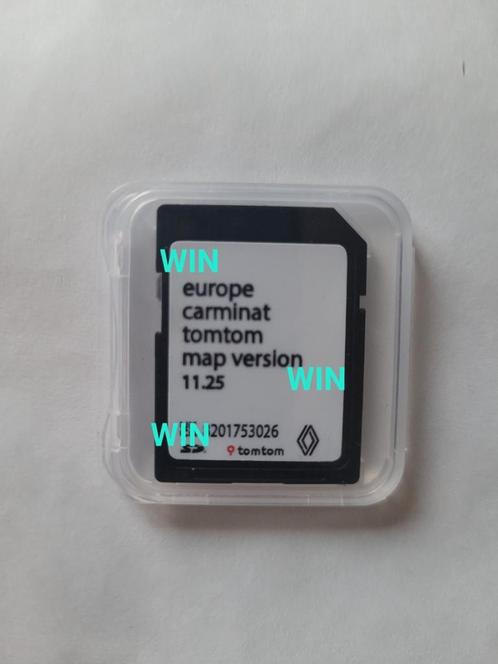 WIN
europe
carminat
tomtom
map version
11.25
WIN
WIN
201753026
tomtom